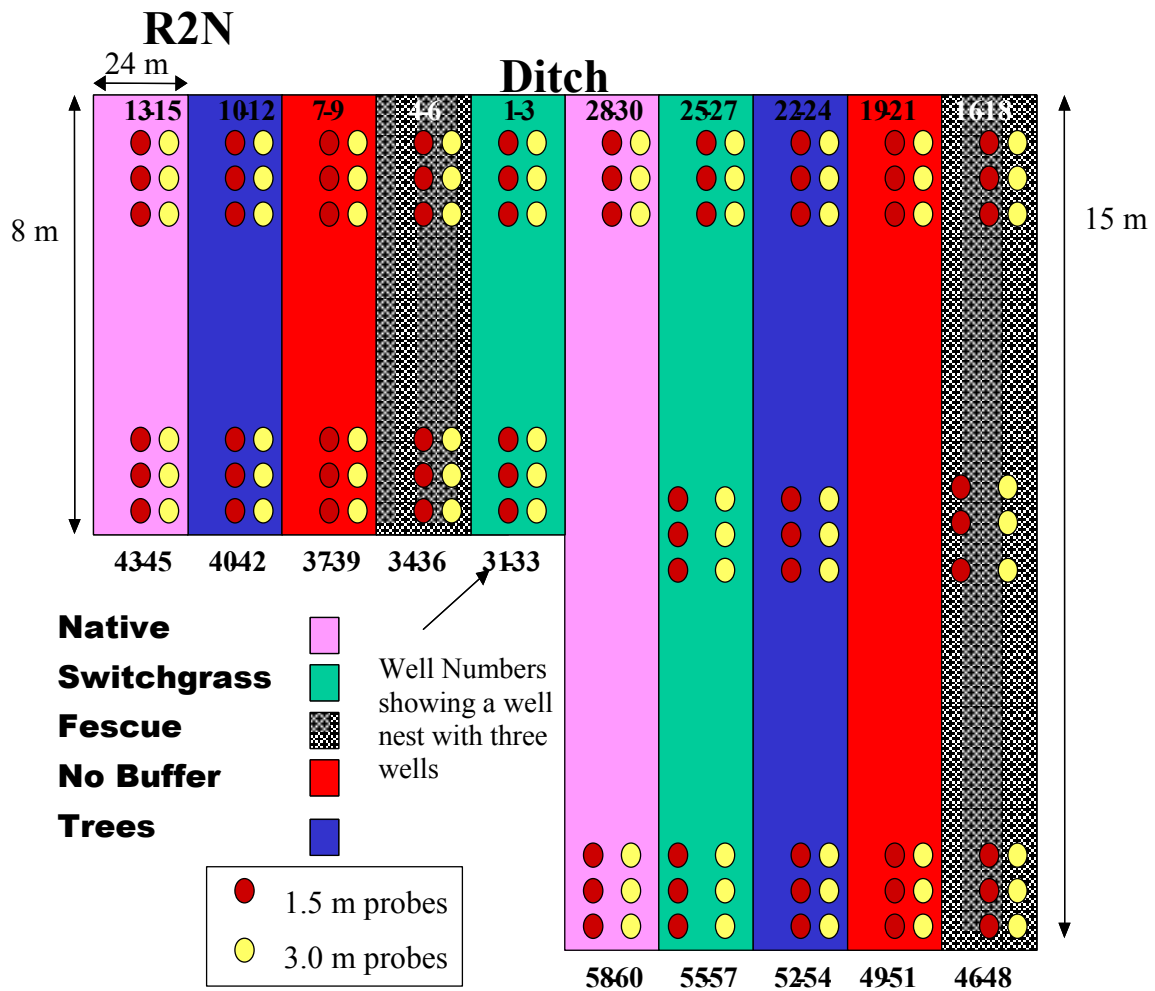 R2N
24 m
Ditch
13-15 10-12 7-9 4-6 1-3 28-30 25-27 22-24 19-21 16-18
8 m
15 m
43-45 40-42 37-39 34-36 31-33
Native
Switchgrass
Fescue
No Buffer
Trees
Well Numbers
showing a well
nest with three
wells
1.5 m probes
3.0 m probes
58-60 55-57 52-54 49-51 46-48